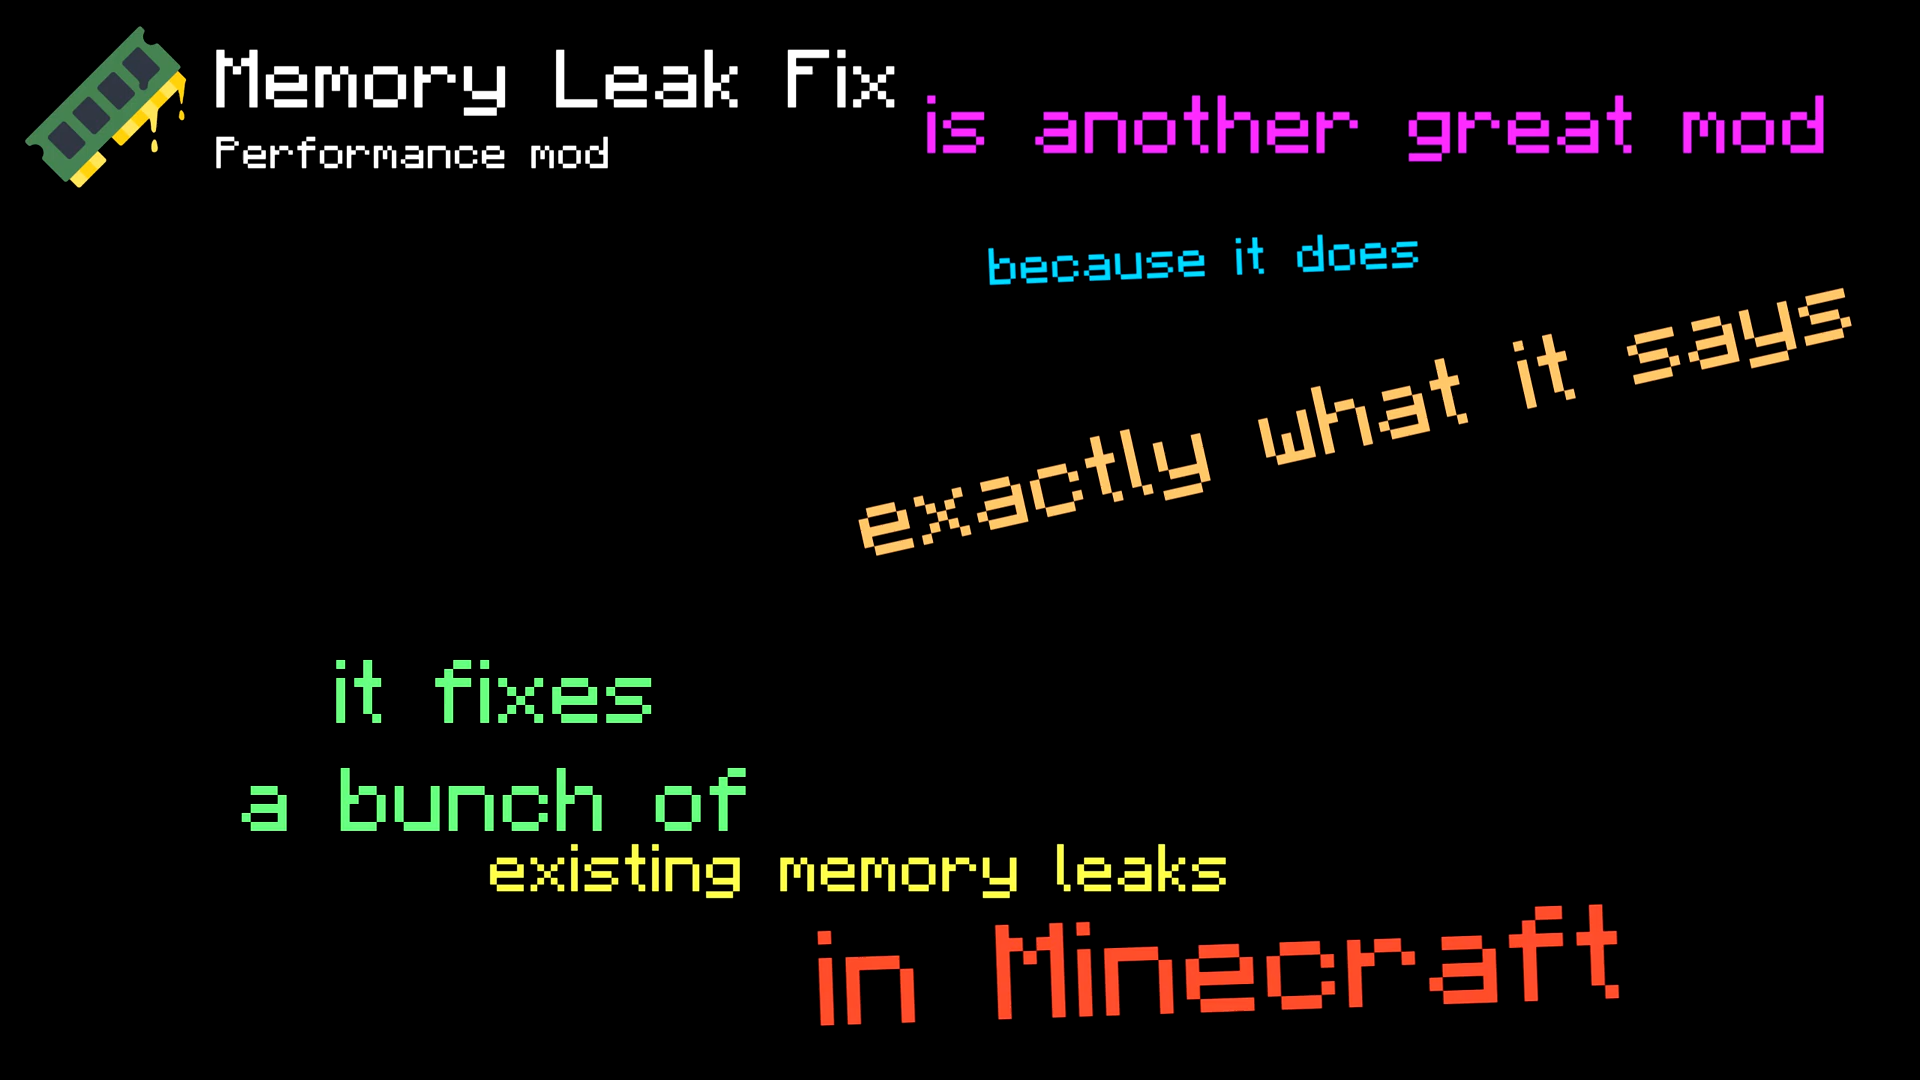 Memory Leak Fix
Performance mod
is another great mod
because it does
exactly what it says
it fixes
a bunch of
existing memory leaks
in Minecraft